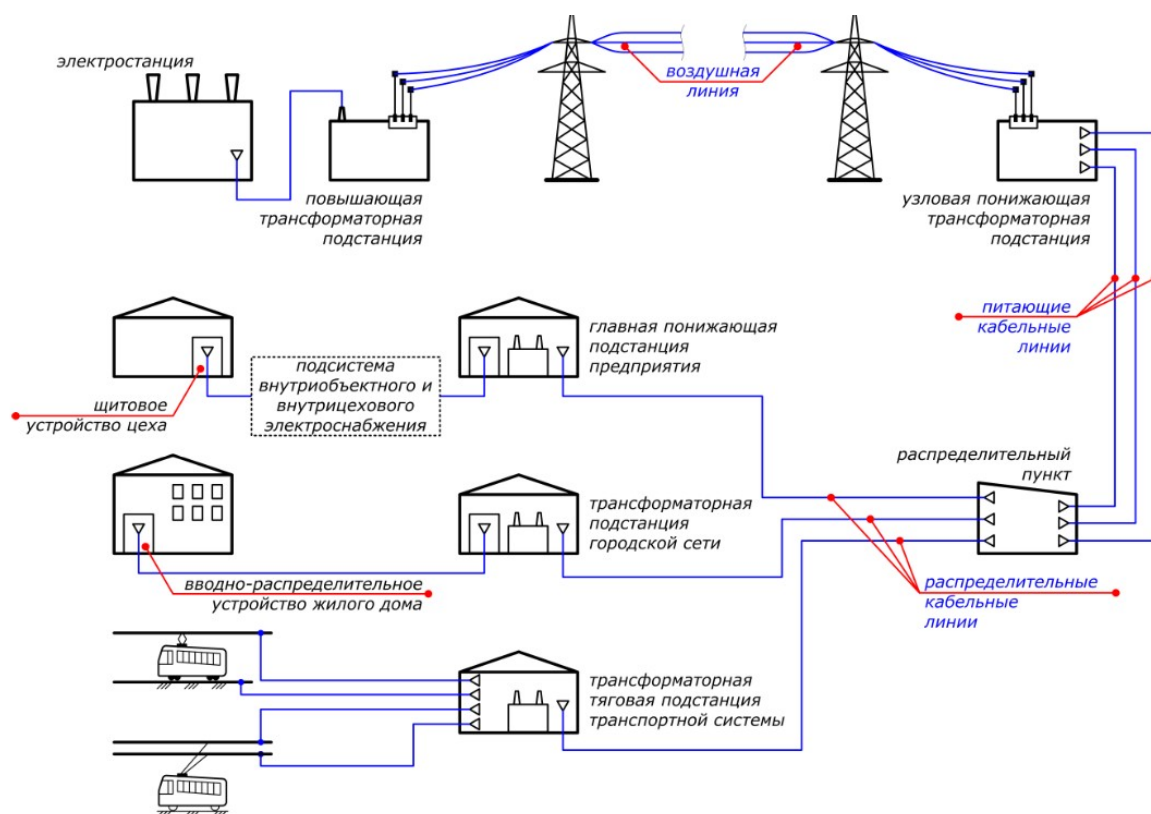 электростанция
воздушная
линия
повышающая
трансформаторная
подстанция
узловая понижающая
трансформаторная
подстанция
питающие
кабельные
линии
главная понижающая
подстанция
предприятия
подсистема
внутриобъектного и
внутрицехового
электроснабжения
щитовое
устройство цеха
распределительный
пункт
трансформаторная
подстанция
городской сети
вводно-распределительное
устройство жилого дома
распределительные
кабельные
линии
трансформаторная
тяговая подстанция
транспортной системы